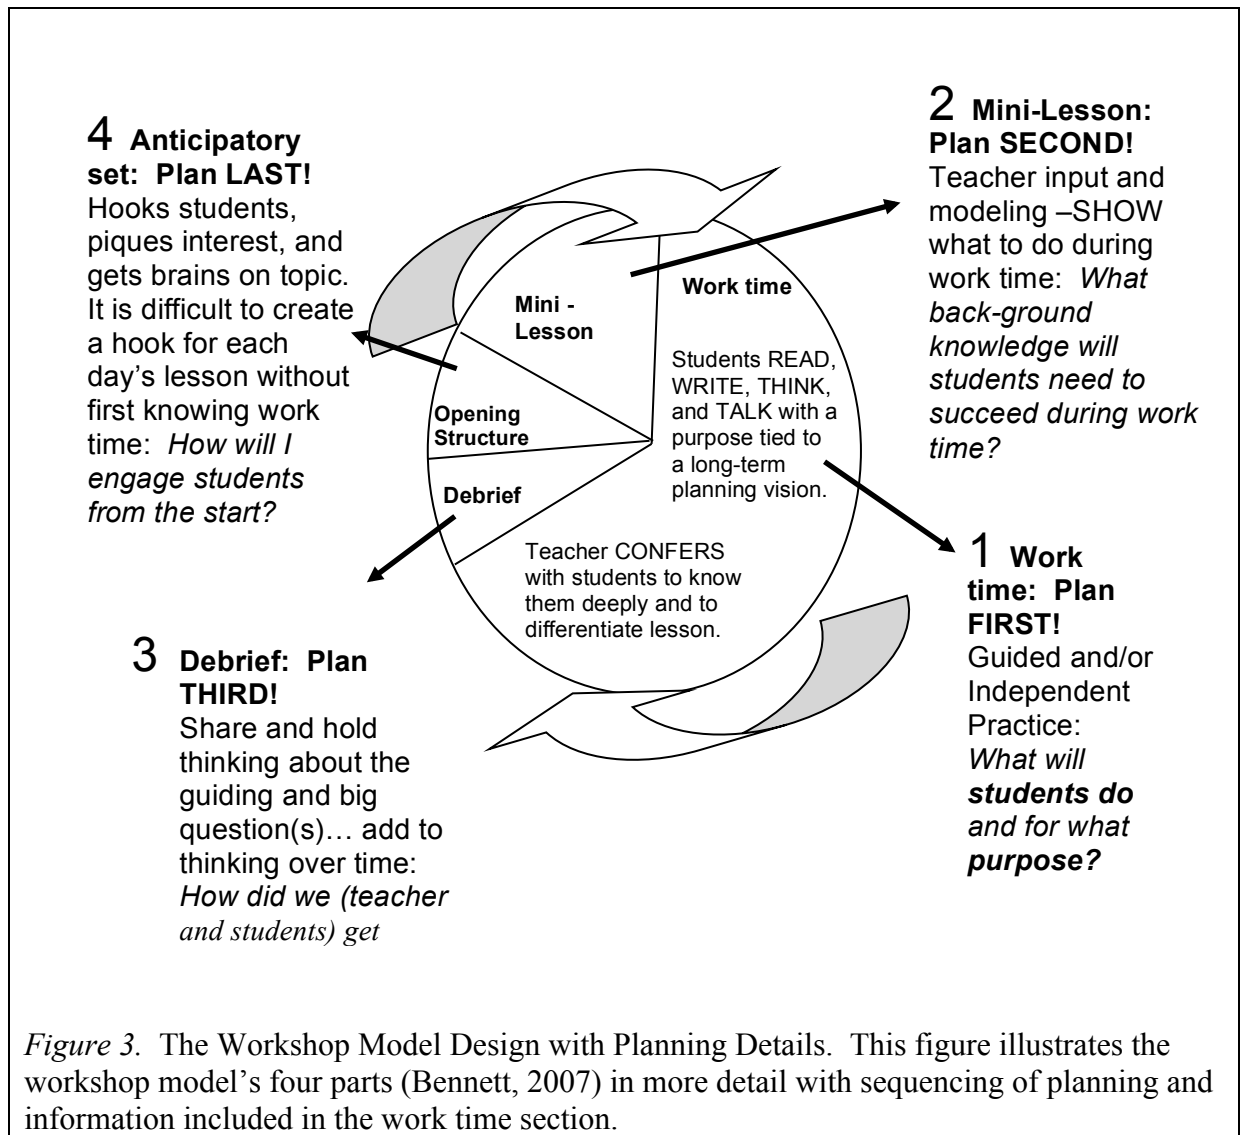 4 Anticipatory
set: Plan LAST!
Hooks students,
piques interest, and
gets brains on topic.
It is difficult to create
a hook for each
day's lesson without
first knowing work
time: How will I
engage students
from the start?
2 Mini-Lesson:
Plan SECOND!
Teacher input and
modeling –SHOW
what to do during
work time: What
back-ground
knowledge will
students need to
succeed during work
time?
Mini -
Lesson
Work time
Students READ,
WRITE, THINK,
and TALK with a
purpose tied to
a long-term
planning vision.
Opening
Structure
Debrief
Teacher CONFERS
with students to know
them deeply and to
differentiate lesson.
3 Debrief: Plan
THIRD!
Share and hold
thinking about the
guiding and big
question(s)… add to
thinking over time:
How did we (teacher
and students) get
1 Work
time: Plan
FIRST!
Guided and/or
Independent
Practice:
What will
students do
and for what
purpose?
Figure 3. The Workshop Model Design with Planning Details. This figure illustrates the
workshop model's four parts (Bennett, 2007) in more detail with sequencing of planning and
information included in the work time section.